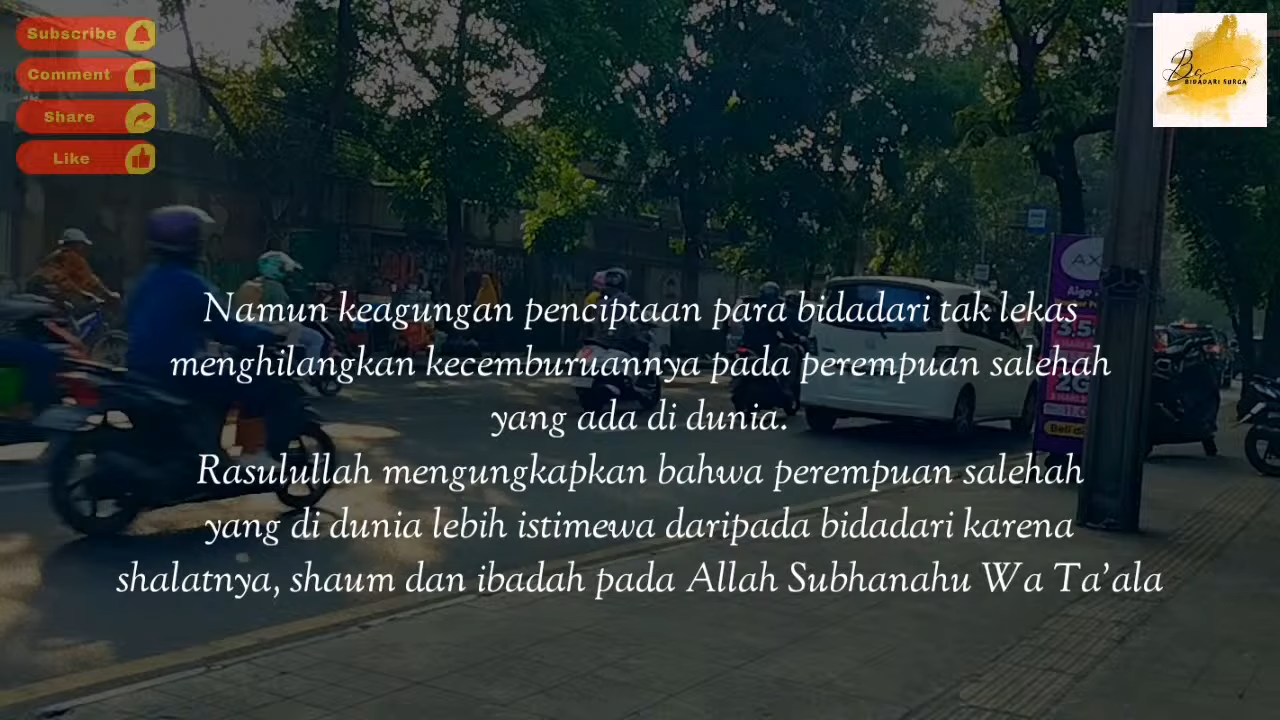 Subscribe
Comment
Share
Like
BIDADARI SURGA
Namun keagungan penciptaan para bidadari tak lekas
menghilangkan kecemburuannya pada perempuan salehah
yang ada di dunia.
Rasulullah mengungkapkan bahwa perempuan salehah
yang di dunia lebih istimewa daripada bidadari karena
shalatnya, shaum dan ibadah pada Allah Subhanahu Wa Ta'ala